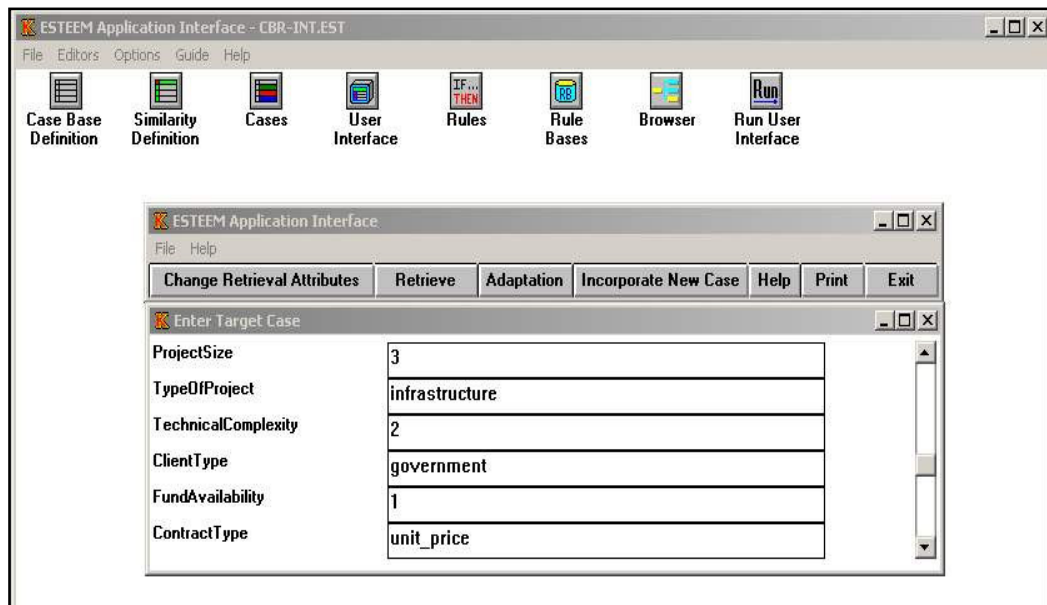 ESTEEM Application Interface - CBR-INT.EST
File Editors Options Guide Help
IF...
THEN
RB
Run
Case Base Definition
Similarity Definition
Cases
User Interface
Rules
Rule Bases
Browser
Run User Interface
ESTEEM Application Interface
File Help
Change Retrieval Attributes Retrieve Adaptation Incorporate New Case Help Print Exit
Enter Target Case
ProjectSize 3
TypeOfProject infrastructure
TechnicalComplexity 2
ClientType government
FundAvailability 1
ContractType unit_price